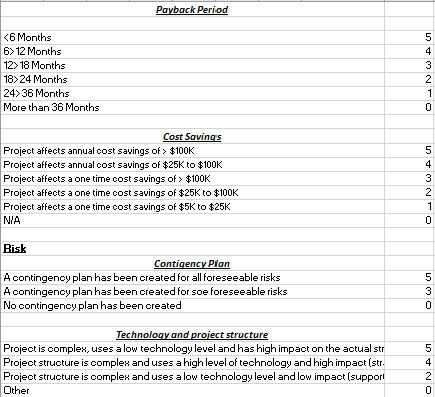 Payback Period
<6 Months 5
6>12 Months 4
12>18 Months 3
18>24 Months 2
24>36 Months 1
More than 36 Months 0
Cost Savings
Project affects annual cost savings of > $100K 5
Project affects annual cost savings of $25K to $100K 4
Project affects a one time cost savings of > $100K 3
Project affects a one time cost savings of $25K to $100K 2
Project affects a one time cost savings of $5K to $25K 1
N/A 0
Risk
Contigency Plan
A contingency plan has been created for all foreseeable risks 5
A contingency plan has been created for soe foreseeable risks 3
No contingency plan has been created 0
Technology and project structure
Project is complex, uses a low technology level and has high impact on the actual str 5
Project structure is complex and uses a high level of technology and high impact (str 4
Project structure is complex and uses a low technology level and low impact (support 2
Other 0